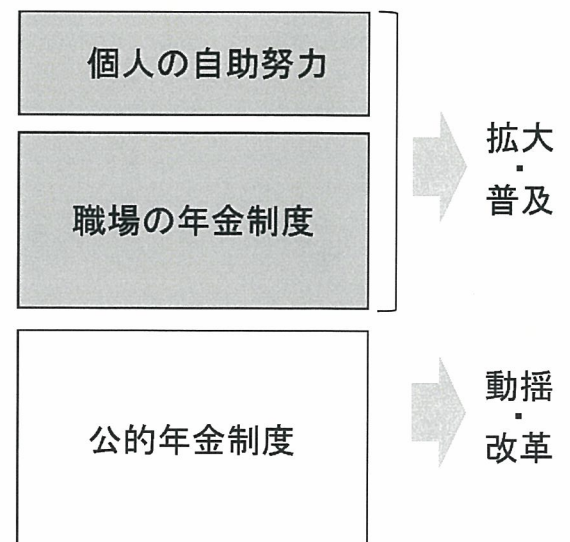 個人の自助努力
職場の年金制度
拡大
・
普及
公的年金制度
動揺
・
改革